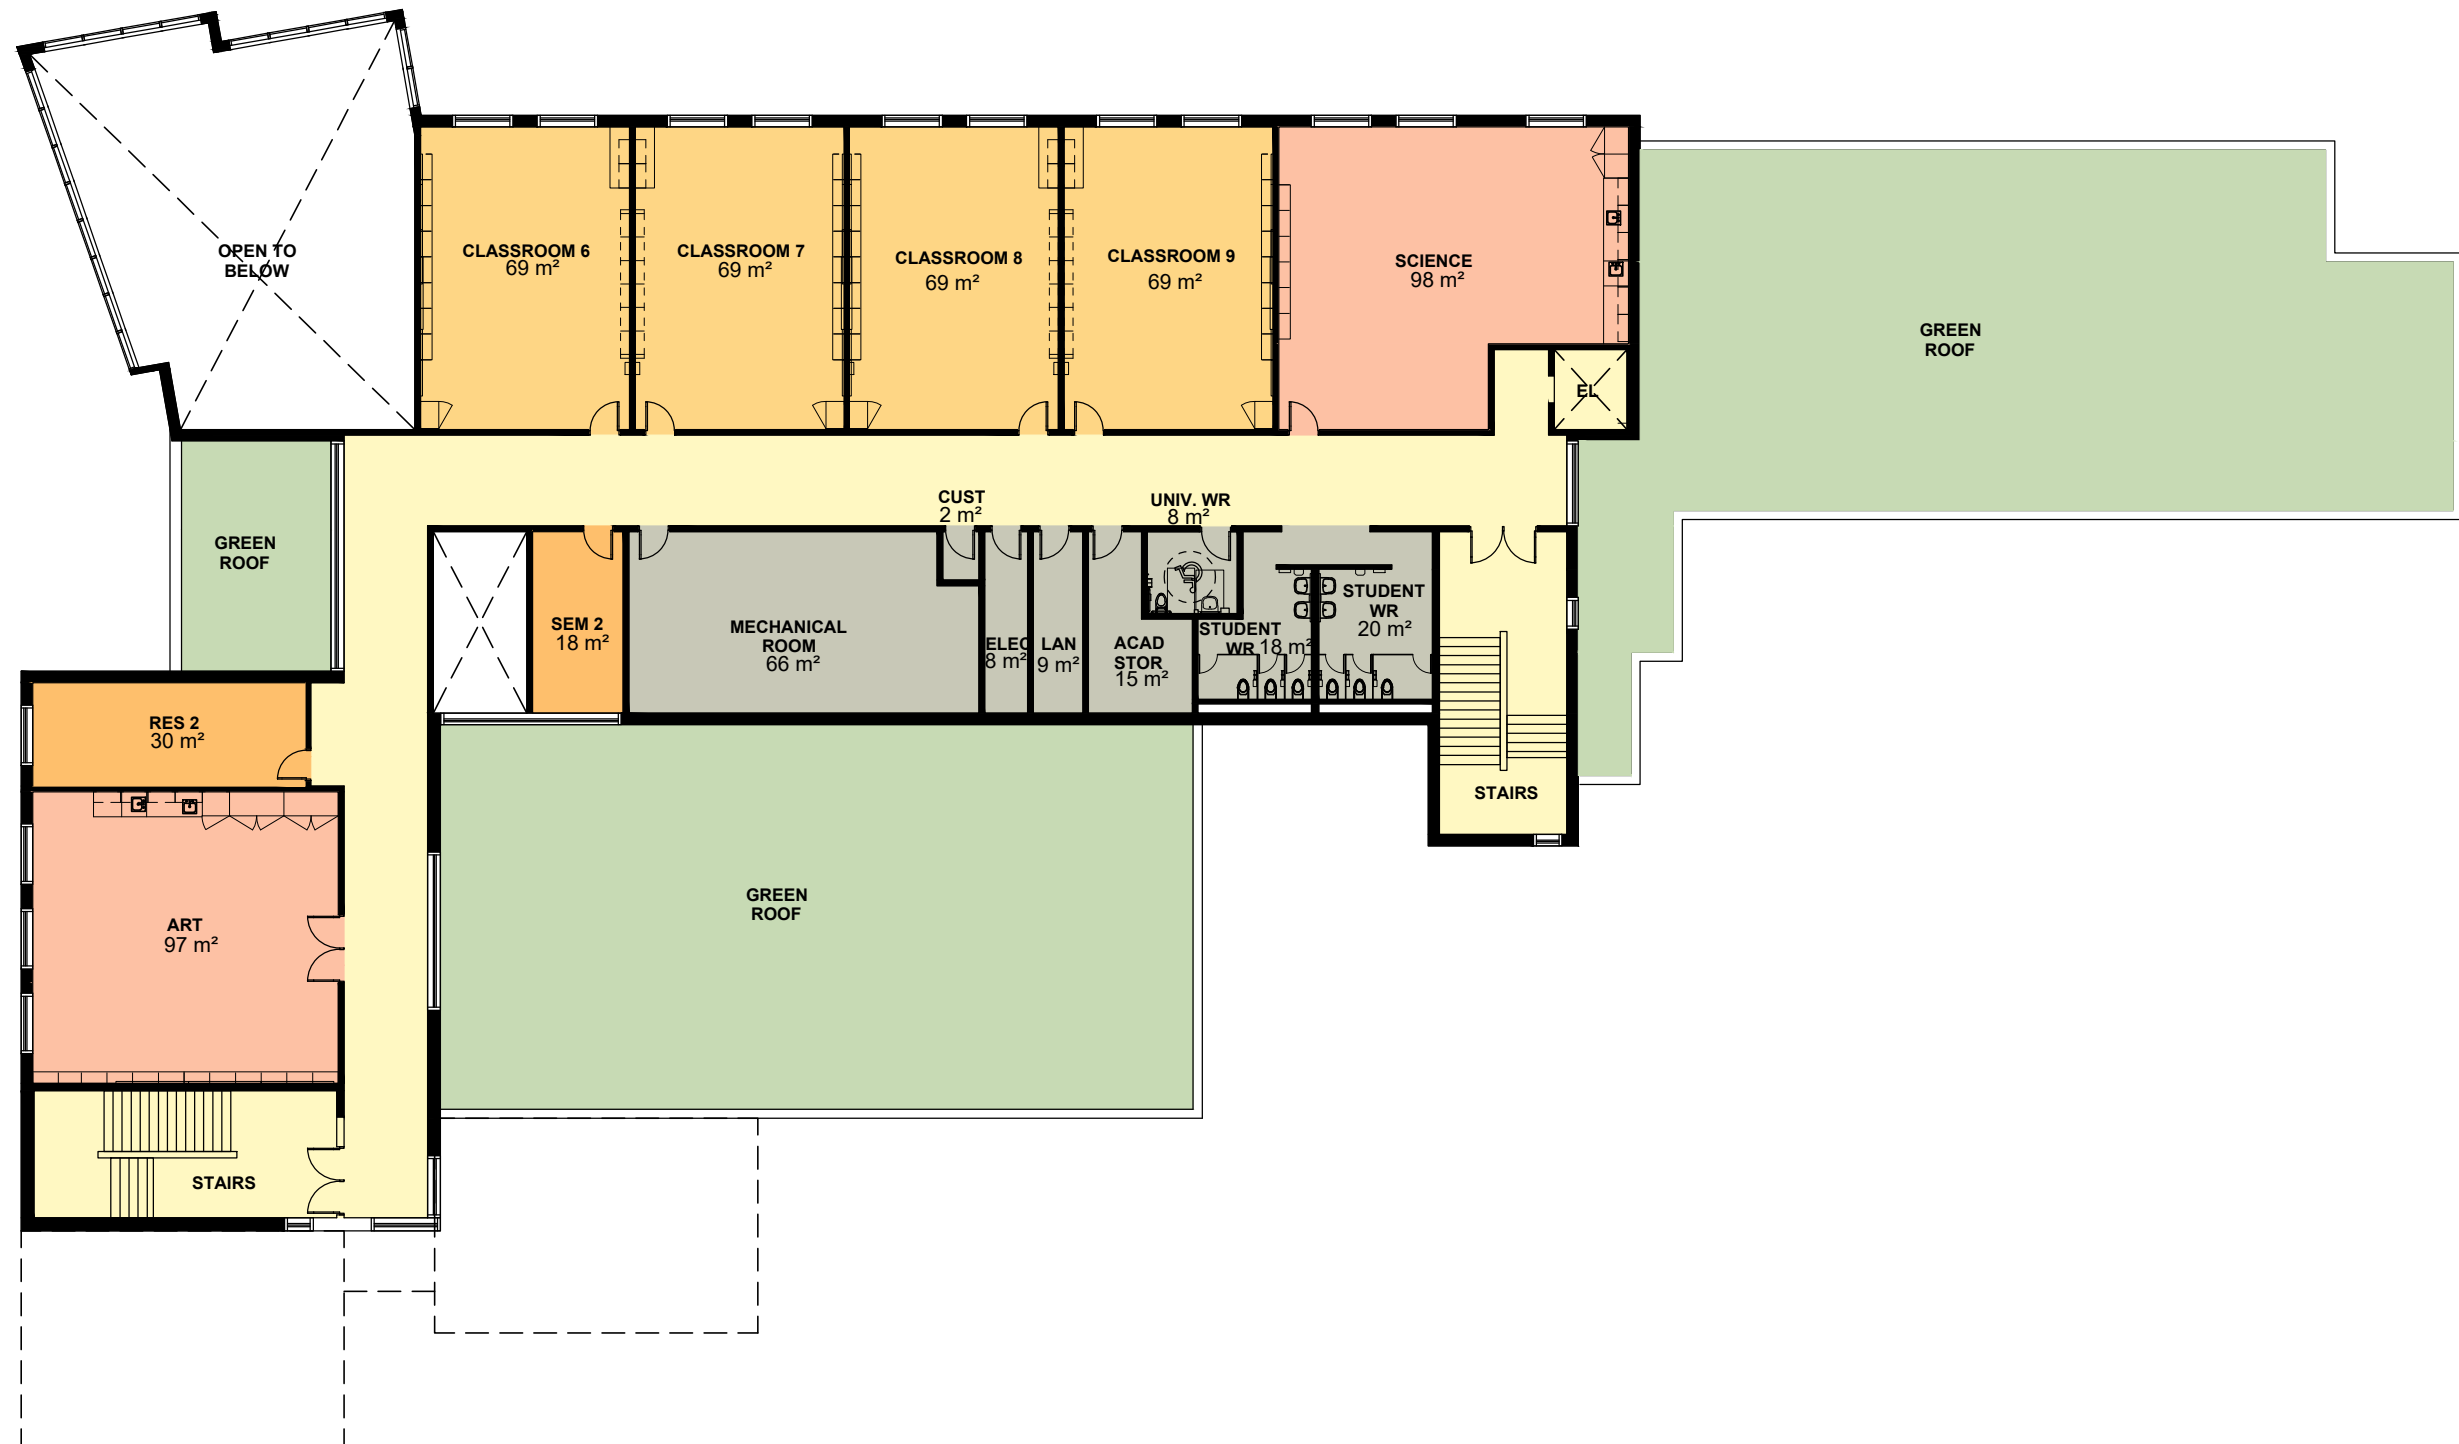 OPEN TO
BELOW
CLASSROOM 6
69 m²
CLASSROOM 7
69 m²
CLASSROOM 8
69 m²
CLASSROOM 9
69 m²
SCIENCE
98 m²
GREEN
ROOF
EL
CUST
2 m²
UNIV. WR
8 m²
GREEN
ROOF
SEM 2
18 m²
MECHANICAL
ROOM
66 m²
ELEC
8 m²
LAN
9 m²
ACAD
STOR
15 m²
STUDENT
WR 18 m²
STUDENT
WR
20 m²
RES 2
30 m²
STAIRS
GREEN
ROOF
ART
97 m²
STAIRS